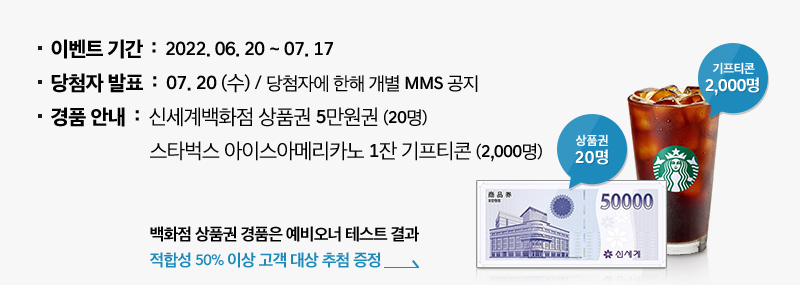 · 이벤트 기간 : 2022. 06. 20 ~ 07. 17
· 당첨자 발표 : 07. 20 (수) / 당첨자에 한해 개별 MMS 공지
· 경품 안내 : 신세계백화점 상품권 5만원권 (20명)
스타벅스 아이스아메리카노 1잔 기프티콘 (2,000명)
기프티콘
2,000명
상품권
20명
商品券
50000
신세계
백화점 상품권 경품은 예비오너 테스트 결과
적합성 50% 이상 고객 대상 추첨 증정